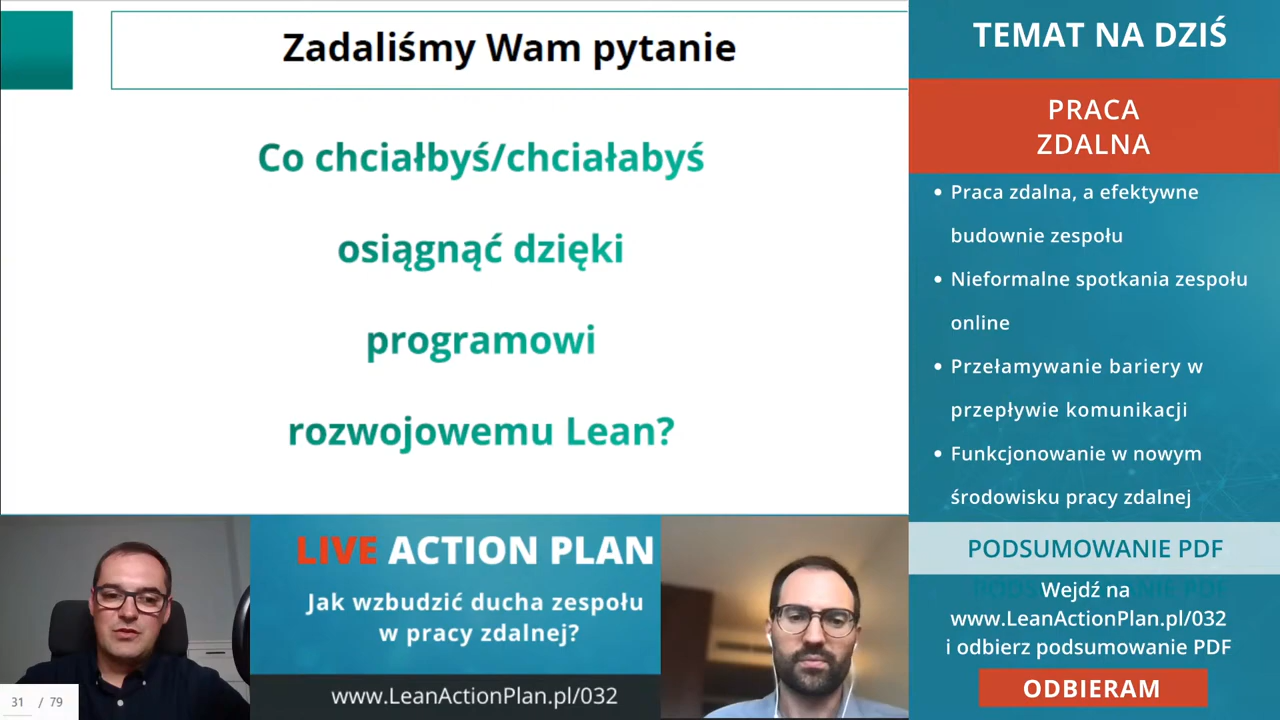 Zadaliśmy Wam pytanie
Co chciałbyś/chciałabyś
osiągnąć dzięki
programowi
rozwojowemu Lean?
TEMAT NA DZIŚ
PRACA
ZDALNA
• Praca zdalna, a efektywne
budownie zespołu
• Nieformalne spotkania zespołu
online
• Przełamywanie bariery w
przepływie komunikacji
• Funkcjonowanie w nowym
środowisku pracy zdalnej
PODSUMOWANIE PDF
Wejdź na
www.LeanActionPlan.pl/032
i odbierz podsumowanie PDF
ODBIERAM
LIVE ACTION PLAN
Jak wzbudzić ducha zespołu
w pracy zdalnej?
www.LeanActionPlan.pl/032
31 / 79